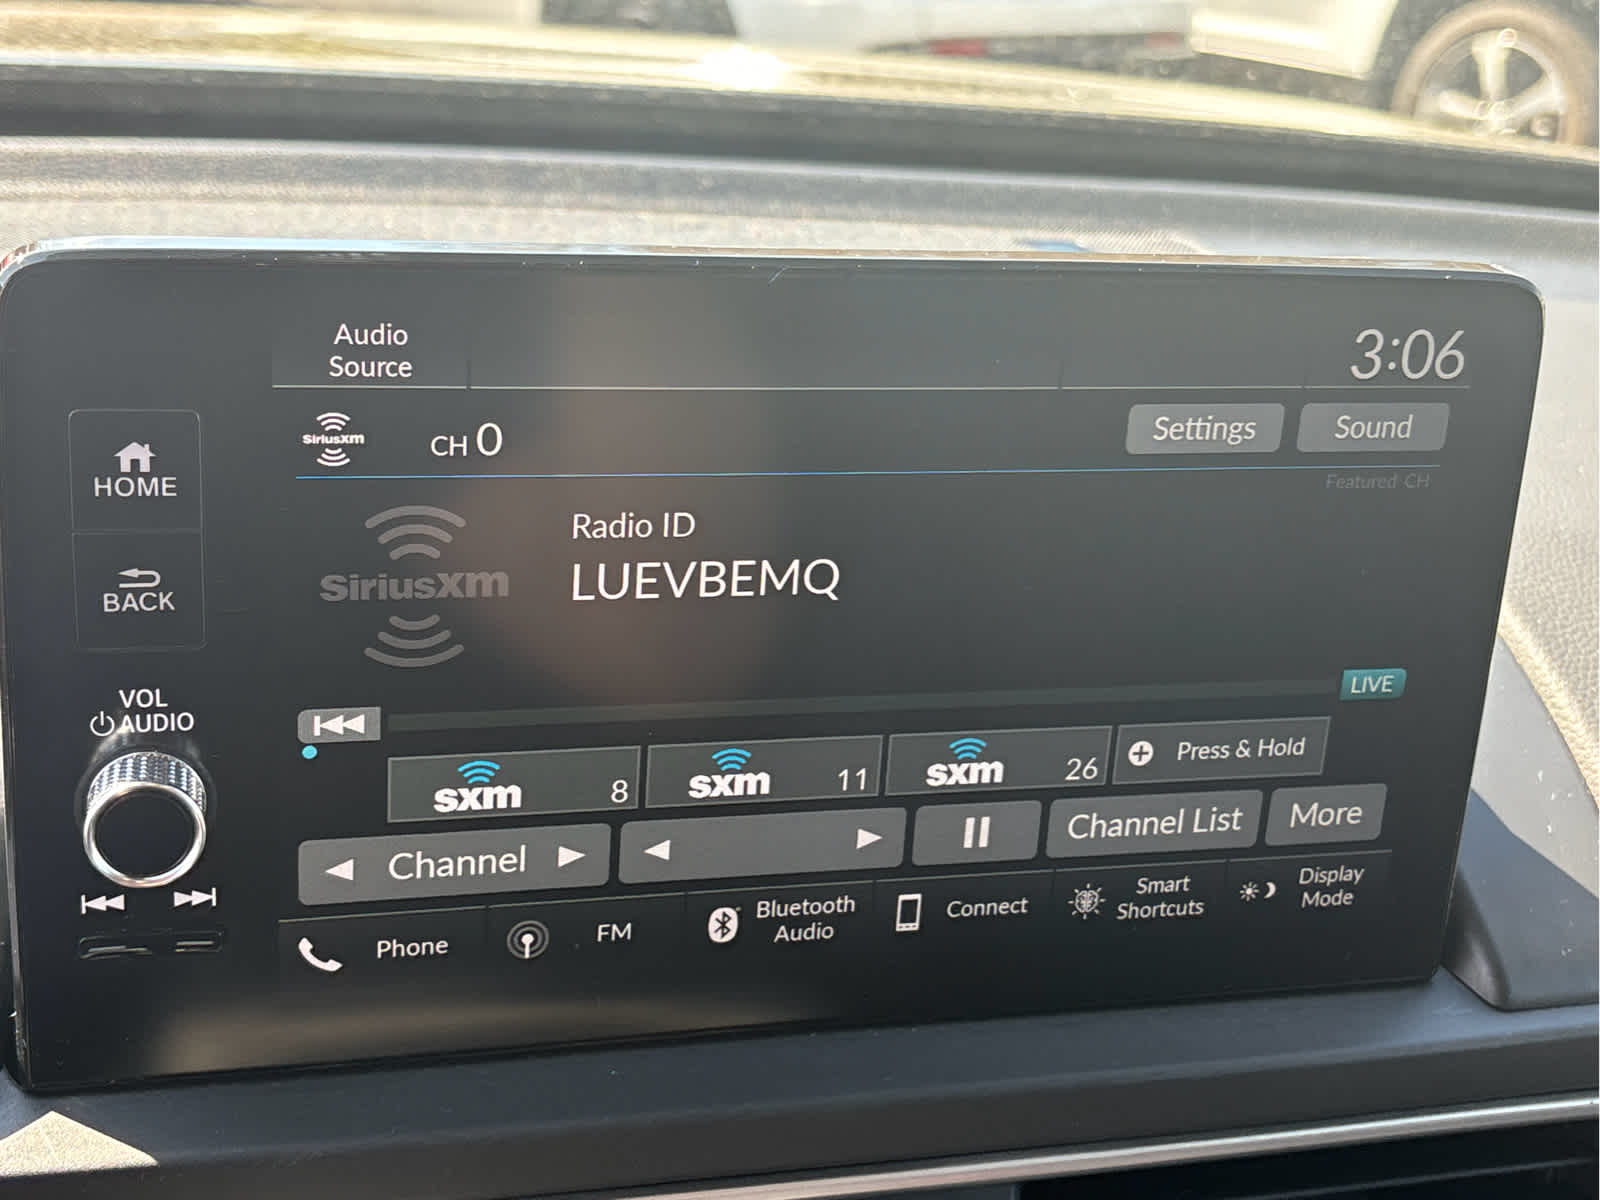 Audio
Source
3:06
SiriusXM
CH 0
Settings
Sound
Featured CH
HOME
BACK
SiriusXM
Radio ID
LUEVBEMQ
LIVE
VOL
AUDIO
sxm 8
sxm 11
sxm 26
Press & Hold
Channel
Channel List
More
Phone
FM
Bluetooth
Audio
Connect
Smart
Shortcuts
Display
Mode